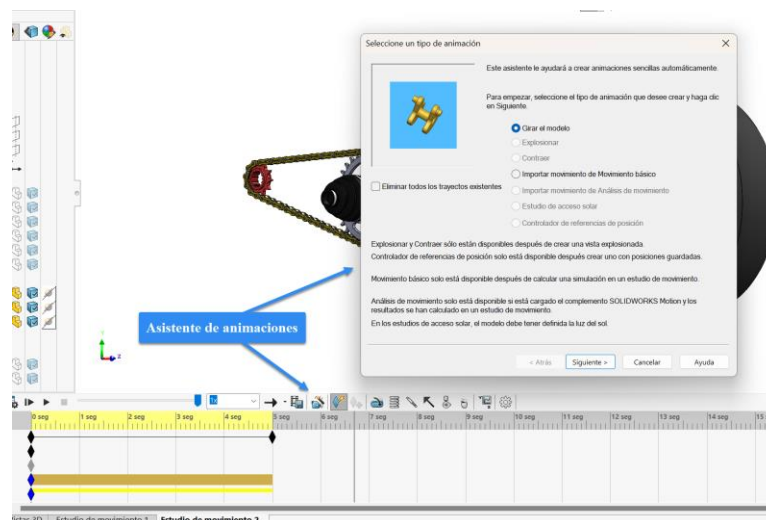 Seleccione un tipo de animación
Este asistente le ayudará a crear animaciones sencillas automáticamente.
Para empezar, seleccione el tipo de animación que desee crear y haga clic
en Siguiente.
Girar el modelo
Explosionar
Contraer
Importar movimiento de Movimiento básico
Eliminar todos los trayectos existentes
Importar movimiento de Análisis de movimiento
Estudio de acceso solar
Controlador de referencias de posición
Explosionar y Contraer sólo están disponibles después de crear una vista explosionada.
Controlador de referencias de posición solo está disponible después crear uno con posiciones guardadas.
Movimiento básico solo está disponible después de calcular una simulación en un estudio de movimiento.
Análisis de movimiento solo está disponible si está cargado el complemento SOLIDWORKS Motion y los
resultados se han calculado en un estudio de movimiento.
En los estudios de acceso solar, el modelo debe tener definida la luz del sol.
Asistente de animaciones
< Atrás
Siguiente >
Cancelar
Ayuda
z
1x
0 seg
1 seg
2 seg
3 seg
4 seg
5 seg
6 seg
7 seg
8 seg
9 seg
10 seg
11 seg
12 seg
13 seg
14 seg
15
Vistas 3D
Estudio de movimiento 1
Estudio de movimiento 2